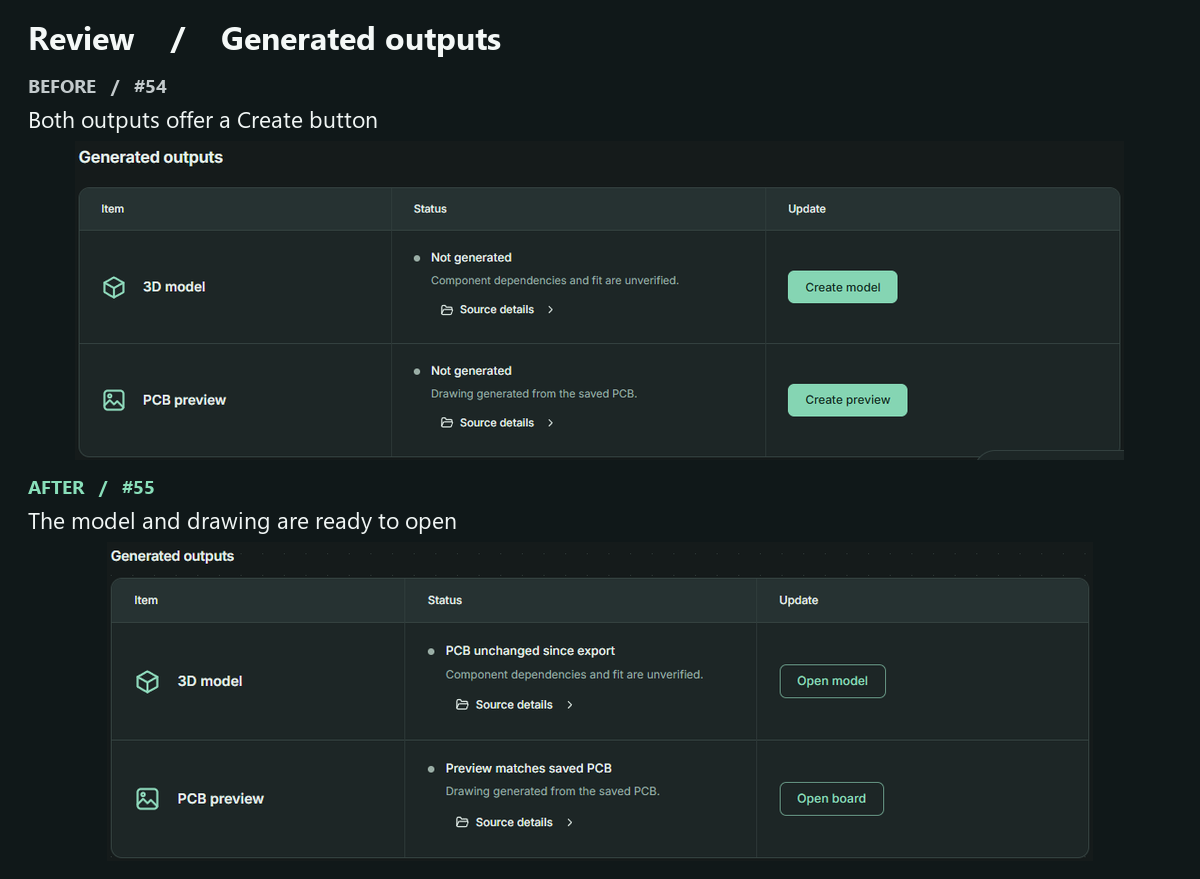 Review / Generated outputs
BEFORE / #54
Both outputs offer a Create button
Generated outputs
Item Status Update
3D model
Not generated
Component dependencies and fit are unverified.
Source details
Create model
PCB preview
Not generated
Drawing generated from the saved PCB.
Source details
Create preview
AFTER / #55
The model and drawing are ready to open
Generated outputs
Item Status Update
3D model
PCB unchanged since export
Component dependencies and fit are unverified.
Source details
Open model
PCB preview
Preview matches saved PCB
Drawing generated from the saved PCB.
Source details
Open board